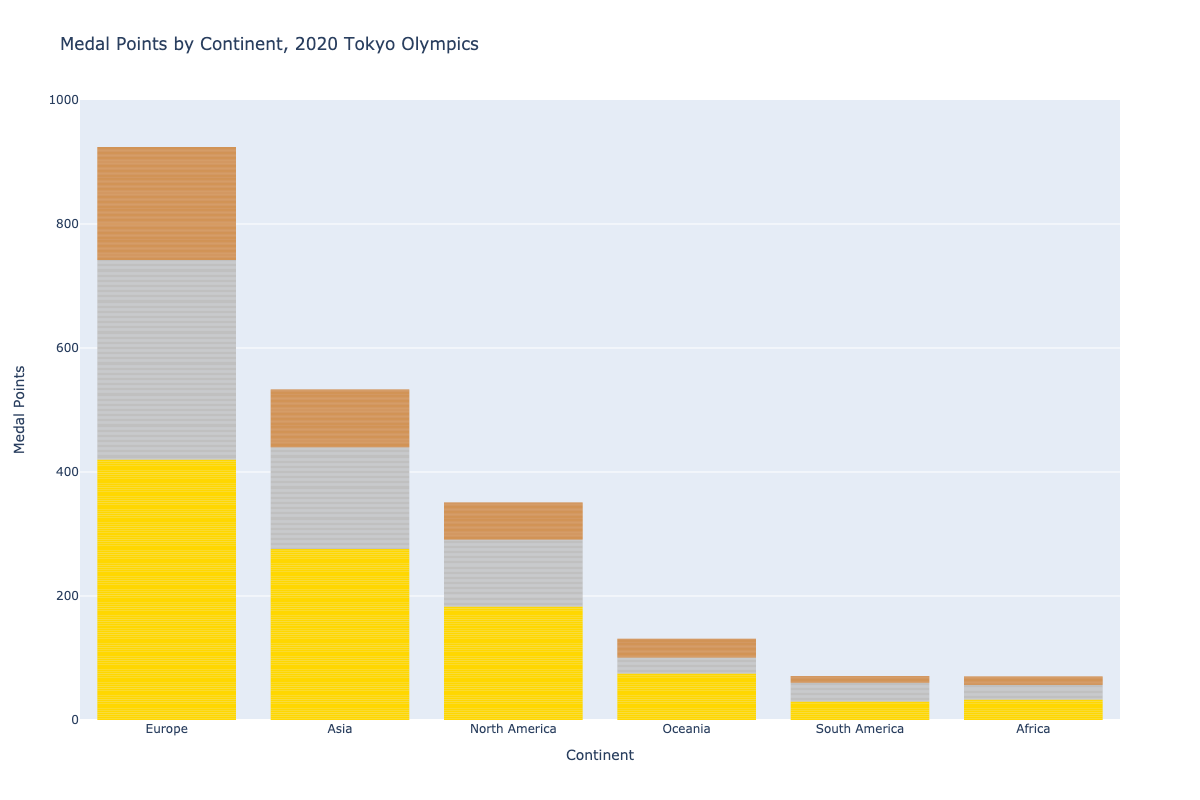 Medal Points by Continent, 2020 Tokyo Olympics
1000
800
600
400
200
0
Medal Points
Europe
Asia
North America
Oceania
South America
Africa
Continent